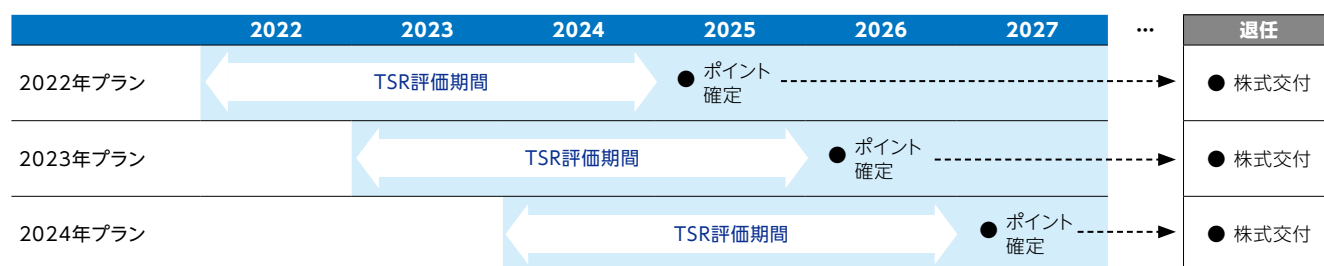 2022 2023 2024 2025 2026 2027 … 退任
2022年プラン TSR評価期間 ● ポイント
確定 ● 株式交付
2023年プラン TSR評価期間 ● ポイント
確定 ● 株式交付
2024年プラン TSR評価期間 ● ポイント
確定 ● 株式交付